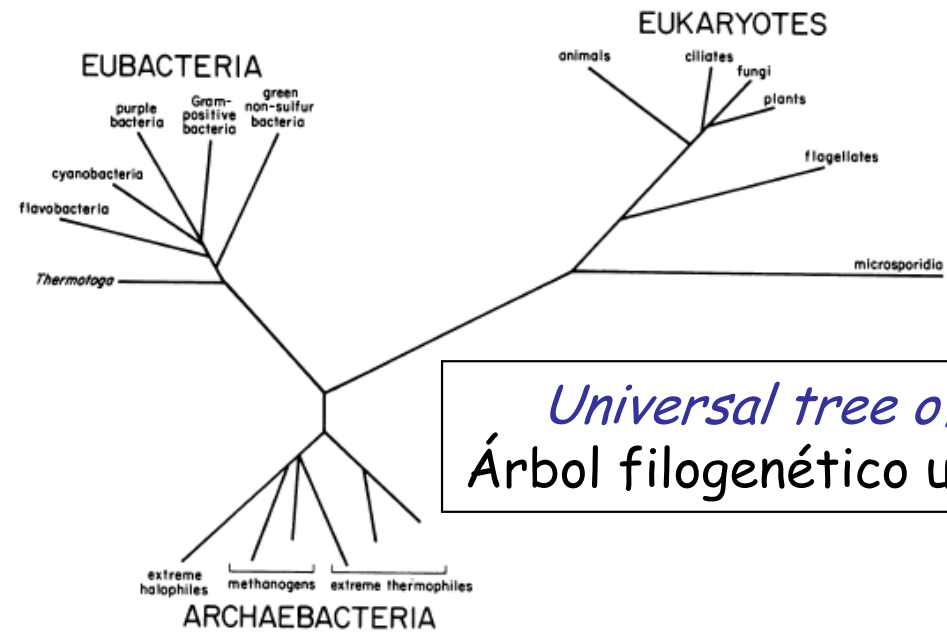 EUKARYOTES
animals
ciliates
fungi
plants
flagellates
microsporidia
EUBACTERIA
purple
bacteria
Gram-
positive
bacteria
green
non-sulfur
bacteria
cyanobacteria
flavobacteria
Thermotoga
Universal tree
Árbol filogenético
extreme
halophiles
methanogens
extreme thermophiles
ARCHAEBACTERIA